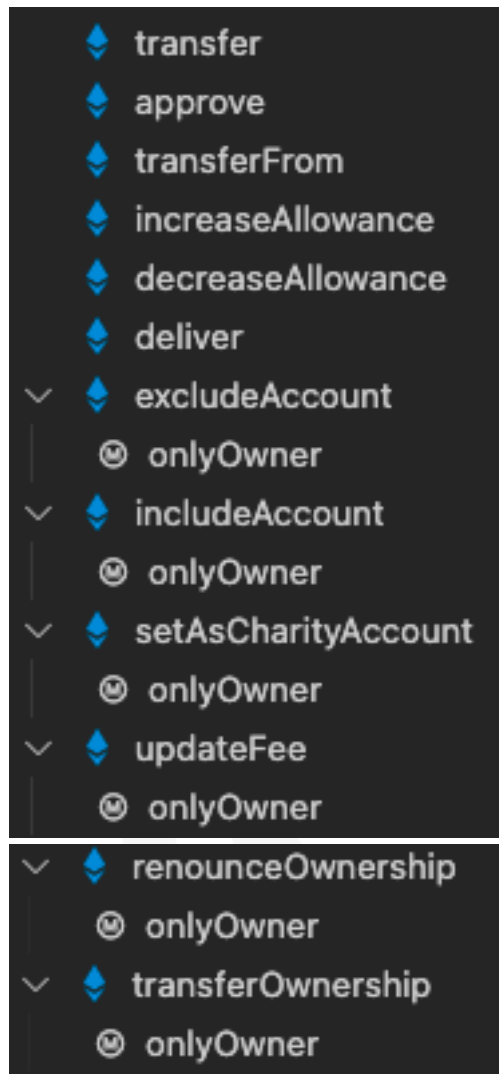 transfer
approve
transferFrom
increaseAllowance
decreaseAllowance
deliver
excludeAccount
onlyOwner
includeAccount
onlyOwner
setAsCharityAccount
onlyOwner
updateFee
onlyOwner
renounceOwnership
onlyOwner
transferOwnership
onlyOwner